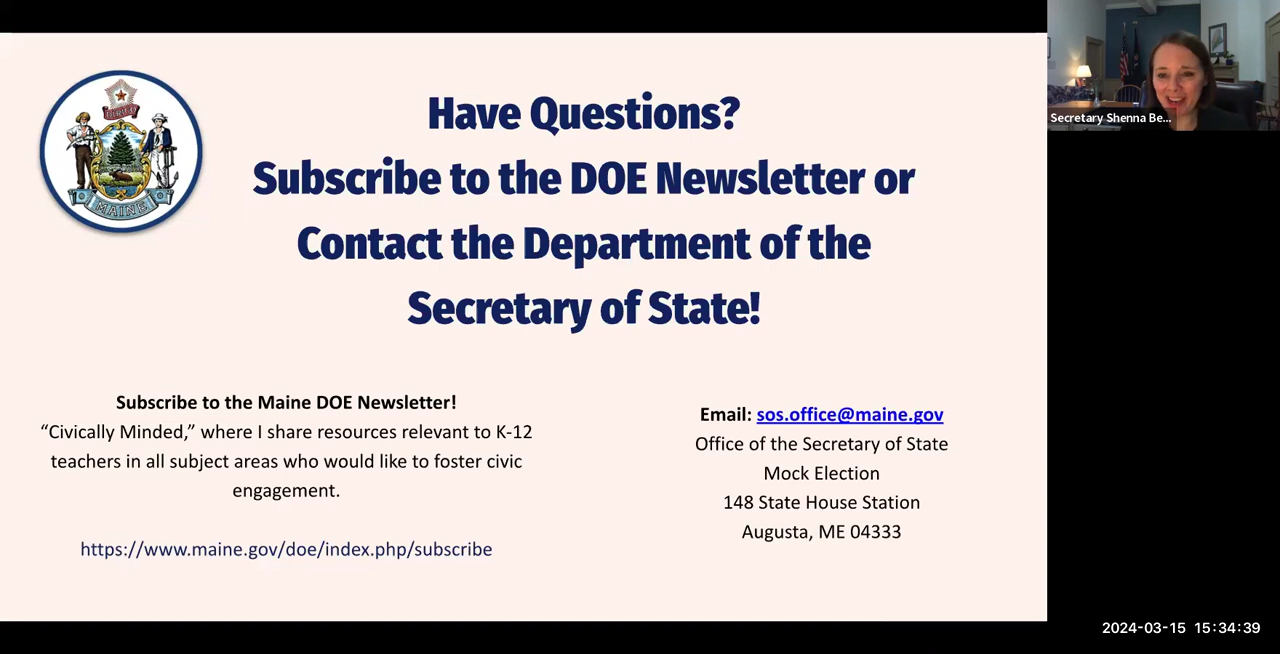 Have Questions?
Subscribe to the DOE Newsletter or
Contact the Department of the
Secretary of State!
MAINE
Subscribe to the Maine DOE Newsletter!
“Civically Minded,” where I share resources relevant to K-12
teachers in all subject areas who would like to foster civic
engagement.
https://www.maine.gov/doe/index.php/subscribe
Email: sos.office@maine.gov
Office of the Secretary of State
Mock Election
148 State House Station
Augusta, ME 04333
Secretary Shenna Be...
2024-03-15 15:34:39